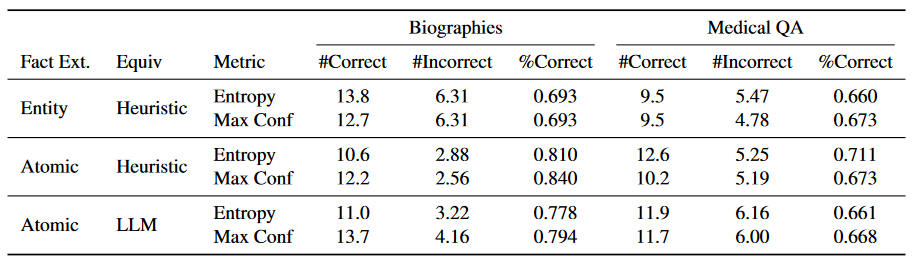 Biographies Medical QA
Fact Ext. Equiv Metric #Correct #Incorrect %Correct #Correct #Incorrect %Correct
Entity Heuristic Entropy 13.8 6.31 0.693 9.5 5.47 0.660
Max Conf 12.7 6.31 0.693 9.5 4.78 0.673
Atomic Heuristic Entropy 10.6 2.88 0.810 12.6 5.25 0.711
Max Conf 12.2 2.56 0.840 10.2 5.19 0.673
Atomic LLM Entropy 11.0 3.22 0.778 11.9 6.16 0.661
Max Conf 13.7 4.16 0.794 11.7 6.00 0.668